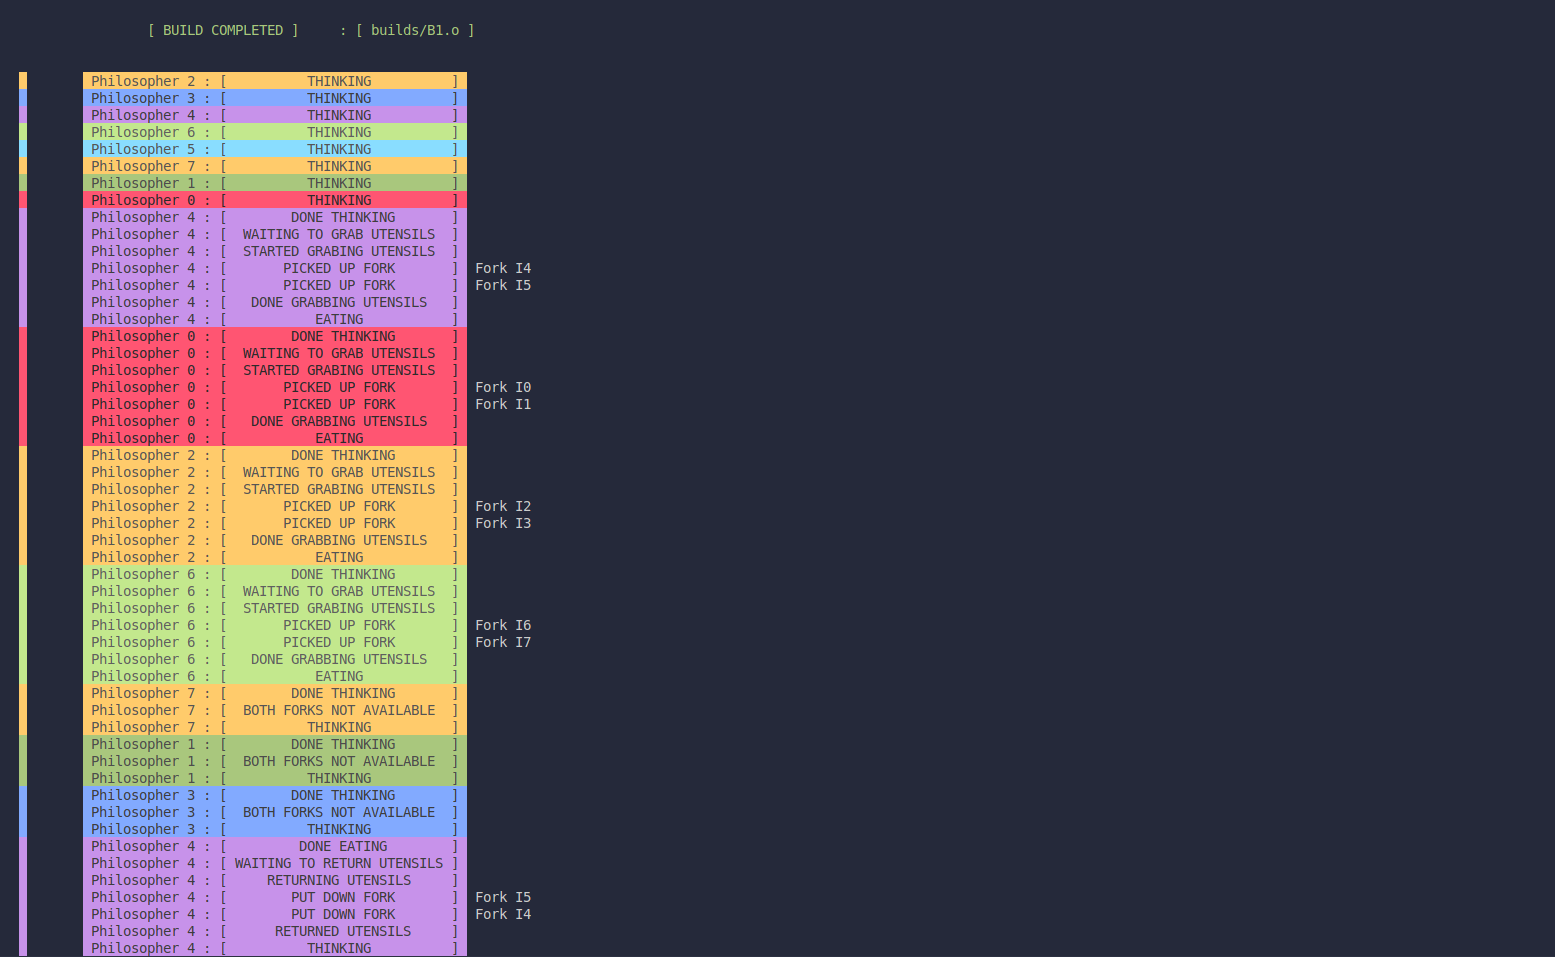 [ BUILD COMPLETED ] : [ builds/B1.o ]
Philosopher 2 : [ THINKING ]
Philosopher 3 : [ THINKING ]
Philosopher 4 : [ THINKING ]
Philosopher 6 : [ THINKING ]
Philosopher 5 : [ THINKING ]
Philosopher 7 : [ THINKING ]
Philosopher 1 : [ THINKING ]
Philosopher 0 : [ THINKING ]
Philosopher 4 : [ DONE THINKING ]
Philosopher 4 : [ WAITING TO GRAB UTENSILS ]
Philosopher 4 : [ STARTED GRABING UTENSILS ]
Philosopher 4 : [ PICKED UP FORK ] Fork I4
Philosopher 4 : [ PICKED UP FORK ] Fork I5
Philosopher 4 : [ DONE GRABBING UTENSILS ]
Philosopher 4 : [ EATING ]
Philosopher 0 : [ DONE THINKING ]
Philosopher 0 : [ WAITING TO GRAB UTENSILS ]
Philosopher 0 : [ STARTED GRABING UTENSILS ]
Philosopher 0 : [ PICKED UP FORK ] Fork I0
Philosopher 0 : [ PICKED UP FORK ] Fork I1
Philosopher 0 : [ DONE GRABBING UTENSILS ]
Philosopher 0 : [ EATING ]
Philosopher 2 : [ DONE THINKING ]
Philosopher 2 : [ WAITING TO GRAB UTENSILS ]
Philosopher 2 : [ STARTED GRABING UTENSILS ]
Philosopher 2 : [ PICKED UP FORK ] Fork I2
Philosopher 2 : [ PICKED UP FORK ] Fork I3
Philosopher 2 : [ DONE GRABBING UTENSILS ]
Philosopher 2 : [ EATING ]
Philosopher 6 : [ DONE THINKING ]
Philosopher 6 : [ WAITING TO GRAB UTENSILS ]
Philosopher 6 : [ STARTED GRABING UTENSILS ]
Philosopher 6 : [ PICKED UP FORK ] Fork I6
Philosopher 6 : [ PICKED UP FORK ] Fork I7
Philosopher 6 : [ DONE GRABBING UTENSILS ]
Philosopher 6 : [ EATING ]
Philosopher 7 : [ DONE THINKING ]
Philosopher 7 : [ BOTH FORKS NOT AVAILABLE ]
Philosopher 7 : [ THINKING ]
Philosopher 1 : [ DONE THINKING ]
Philosopher 1 : [ BOTH FORKS NOT AVAILABLE ]
Philosopher 1 : [ THINKING ]
Philosopher 3 : [ DONE THINKING ]
Philosopher 3 : [ BOTH FORKS NOT AVAILABLE ]
Philosopher 3 : [ THINKING ]
Philosopher 4 : [ DONE EATING ]
Philosopher 4 : [ WAITING TO RETURN UTENSILS ]
Philosopher 4 : [ RETURNING UTENSILS ]
Philosopher 4 : [ PUT DOWN FORK ] Fork I5
Philosopher 4 : [ PUT DOWN FORK ] Fork I4
Philosopher 4 : [ RETURNED UTENSILS ]
Philosopher 4 : [ THINKING ]